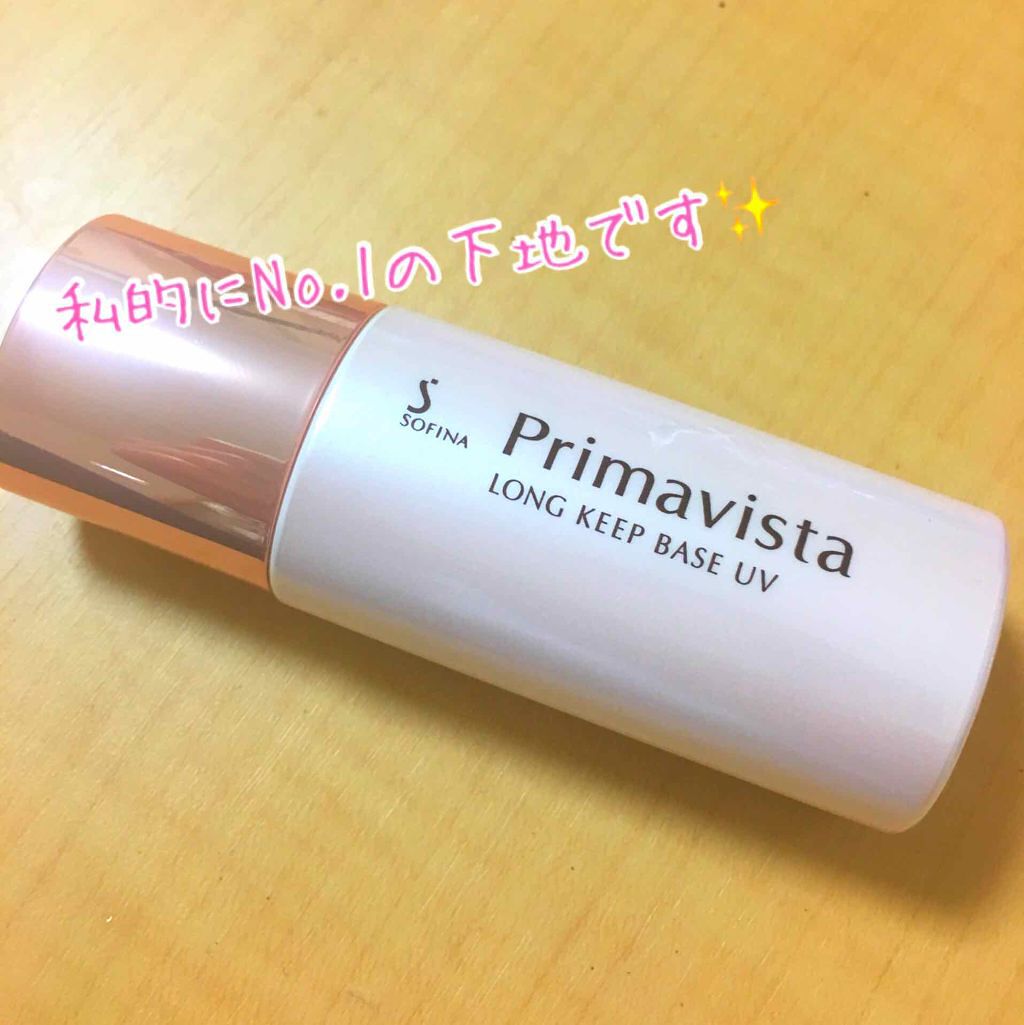 私的にNo.1の下地です✨
S
SOFINA
Primavista
LONG KEEP BASE UV